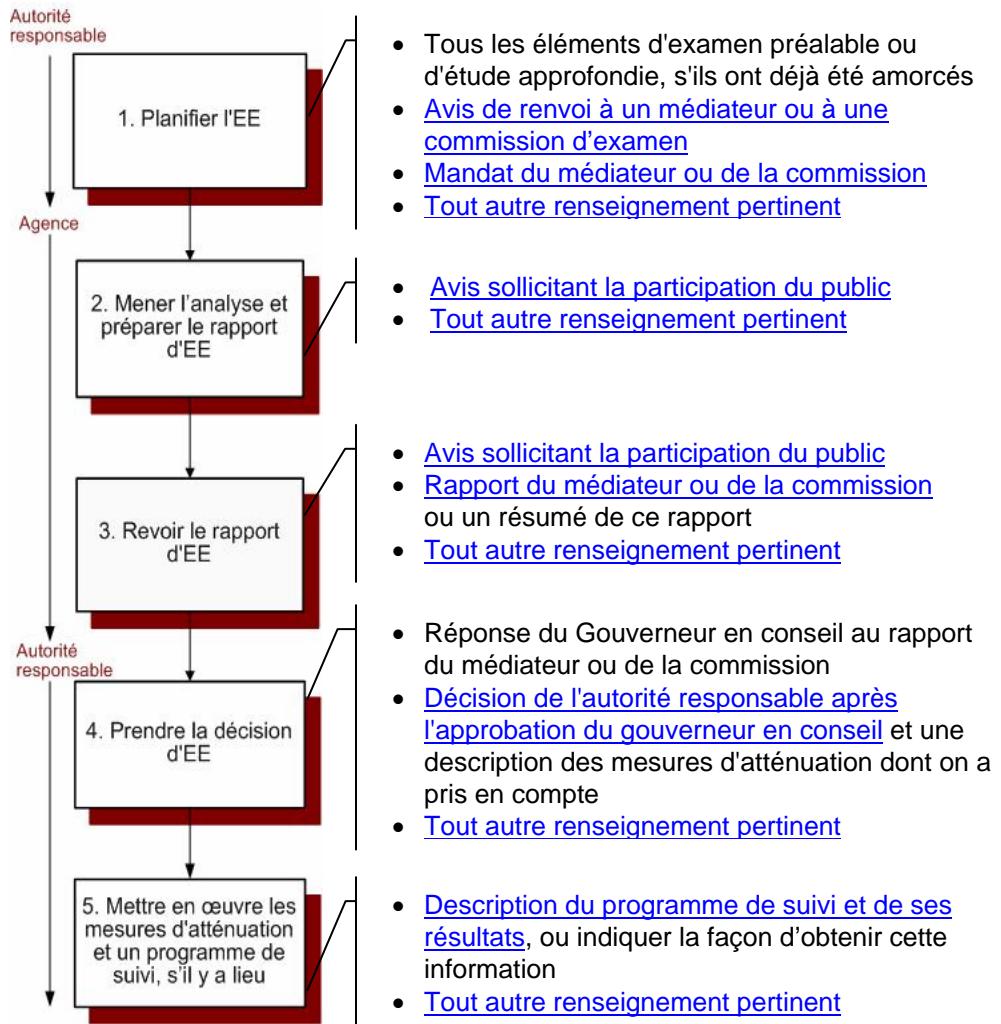 Autorité
responsable
1. Planifier l'EE
• Tous les éléments d'examen préalable ou
d'étude approfondie, s'ils ont déjà été amorcés
• Avis de renvoi à un médiateur ou à une
commission d’examen
• Mandat du médiateur ou de la commission
• Tout autre renseignement pertinent
Agence
2. Mener l’analyse et
préparer le rapport
d'EE
• Avis sollicitant la participation du public
• Tout autre renseignement pertinent
3. Revoir le rapport
d'EE
• Avis sollicitant la participation du public
• Rapport du médiateur ou de la commission
ou un résumé de ce rapport
• Tout autre renseignement pertinent
Autorité
responsable
4. Prendre la décision
d'EE
• Réponse du Gouverneur en conseil au rapport
du médiateur ou de la commission
• Décision de l'autorité responsable après
l'approbation du gouverneur en conseil et une
description des mesures d'atténuation dont on a
pris en compte
• Tout autre renseignement pertinent
5. Mettre en œuvre les
mesures d'atténuation
et un programme de
suivi, s’il y a lieu
• Description du programme de suivi et de ses
résultats, ou indiquer la façon d’obtenir cette
information
• Tout autre renseignement pertinent